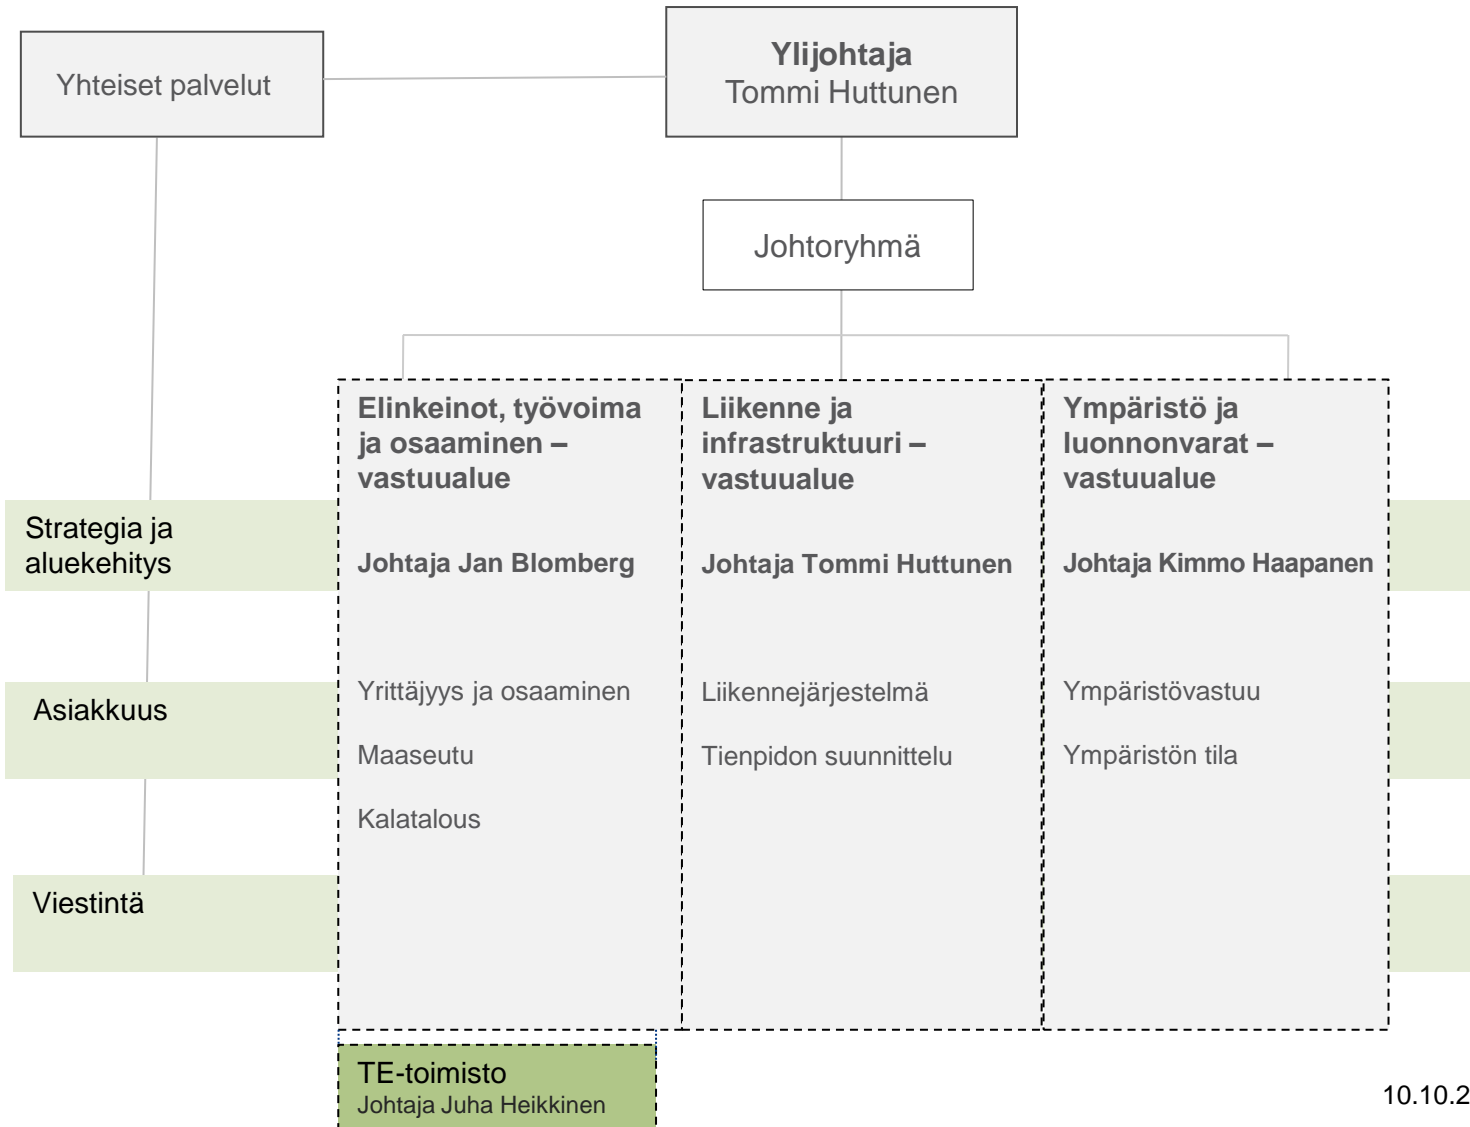 Yhteiset palvelut
Ylijohtaja
Tommi Huttunen
Johtoryhmä
Elinkeinot, työvoima
ja osaaminen –
vastuualue
Johtaja Jan Blomberg
Yrittäjyys ja osaaminen
Maaseutu
Kalatalous
Liikenne ja
infrastruktuuri –
vastuualue
Johtaja Tommi Huttunen
Liikennejärjestelmä
Tienpidon suunnittelu
Ympäristö ja
luonnonvarat –
vastuualue
Johtaja Kimmo Haapanen
Ympäristövastuu
Ympäristön tila
Strategia ja
aluekehitys
Asiakkuus
Viestintä
TE-toimisto
Johtaja Juha Heikkinen
10.10.2